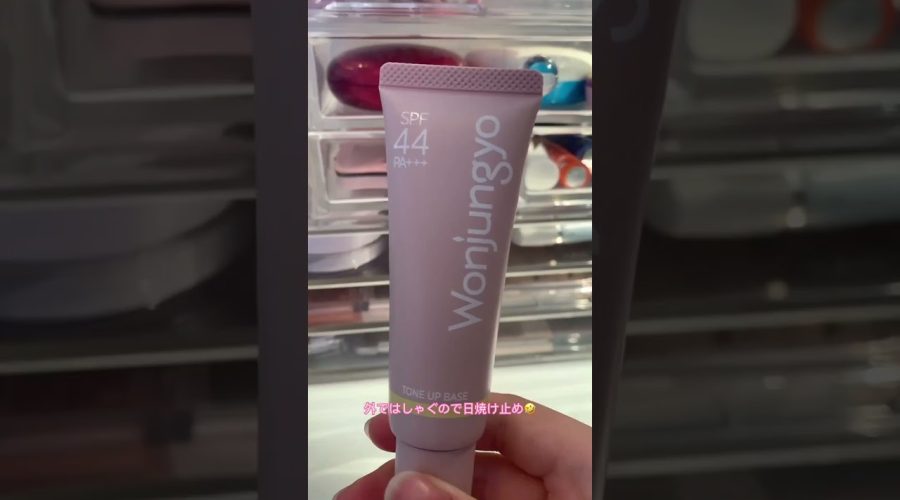 SPF
44
PA+++
Wonjungyo
TONE UP BASE
外ではしゃぐので日焼け止め🤣